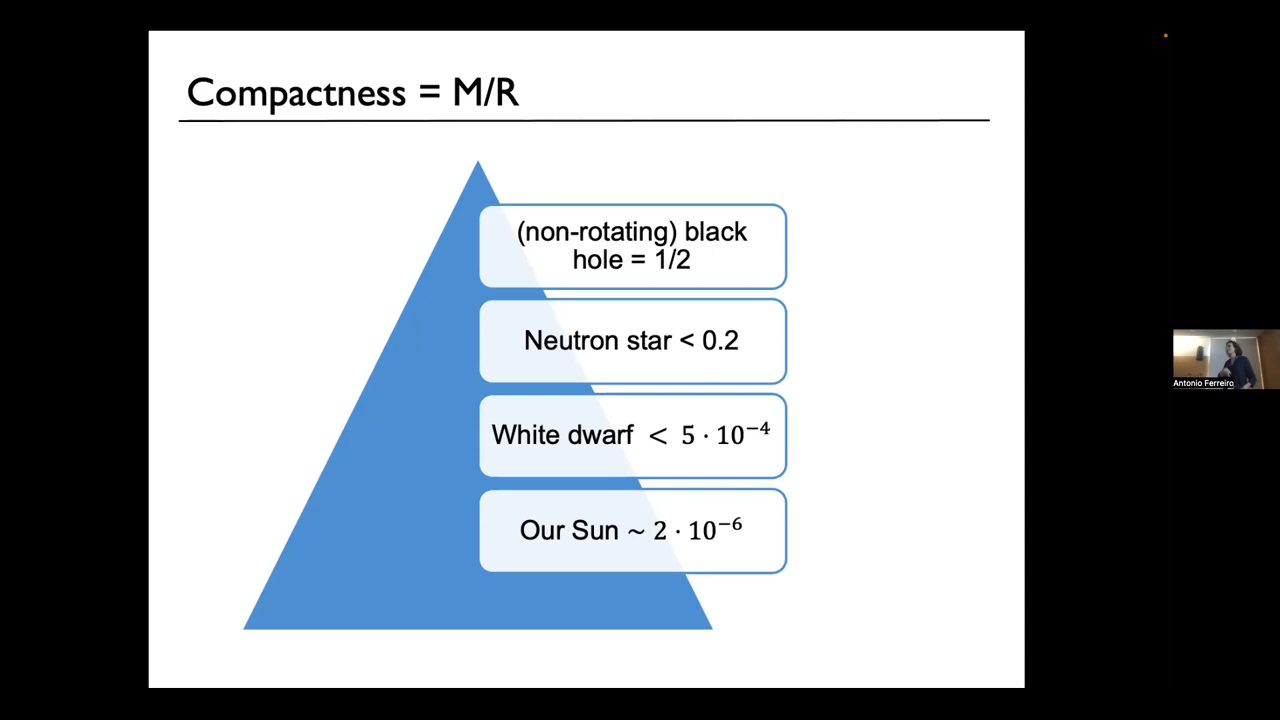 Compactness = M/R
(non-rotating) black
hole = 1/2
Neutron star < 0.2
White dwarf < 5 · 10⁻⁴
Our Sun ~ 2 · 10⁻⁶
Antonio Ferreiro